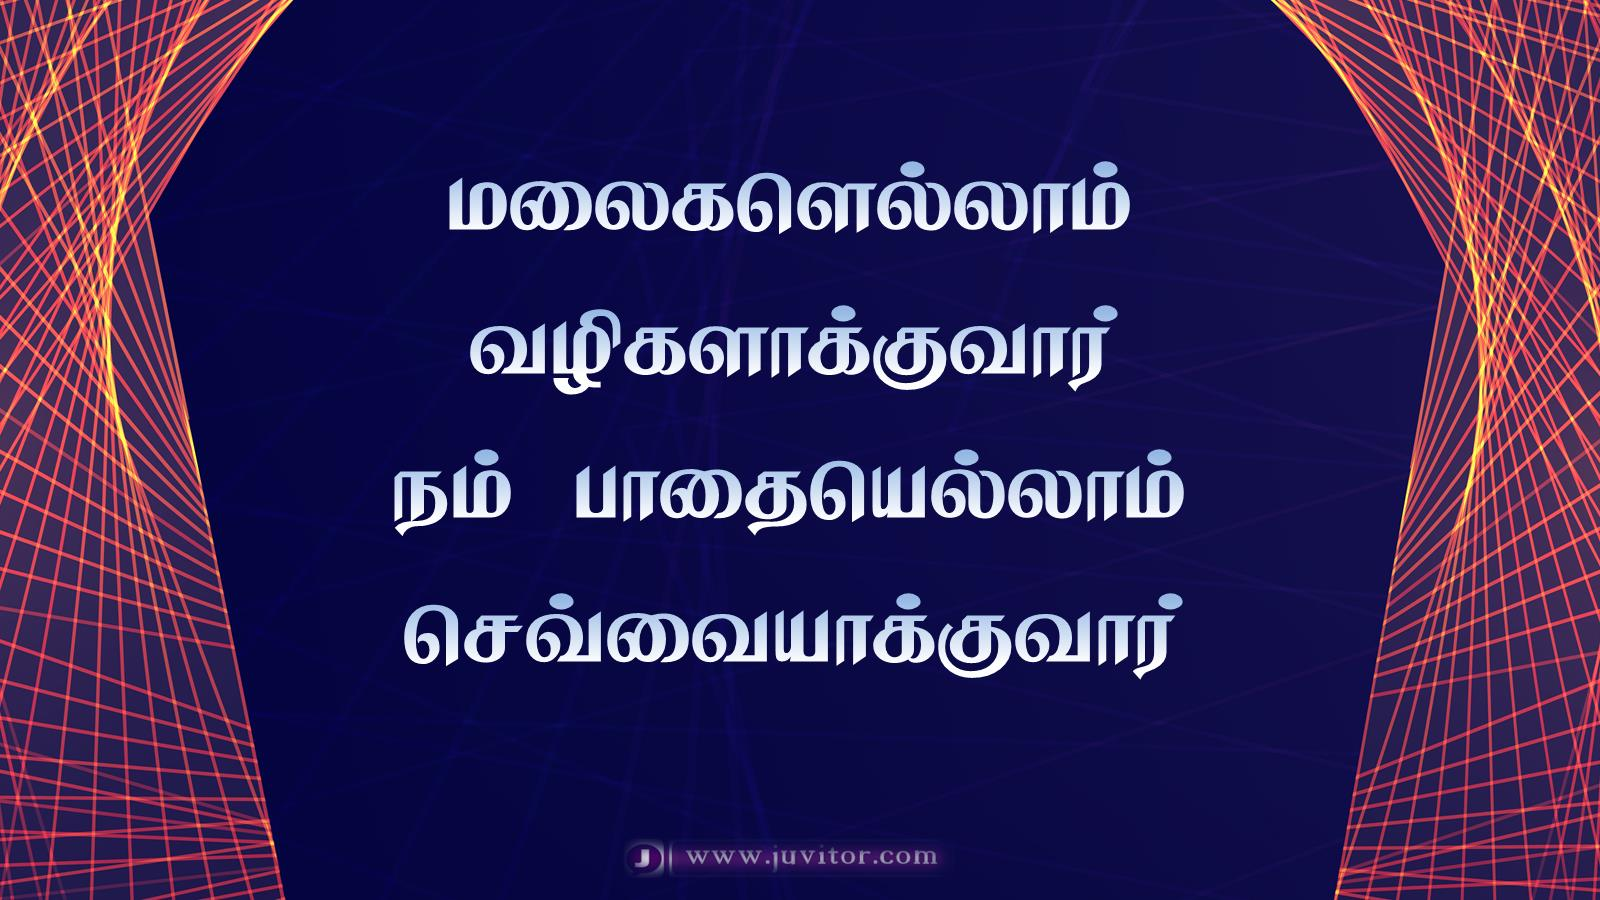 மலைகளெல்லாம்
வழிகளாக்குவார்
நம் பாதையெல்லாம்
செவ்வையாக்குவார்
J www.juvitor.com